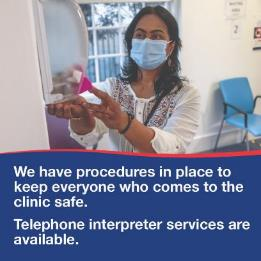 We have procedures in place to
keep everyone who comes to the
clinic safe.
Telephone interpreter services are
available.